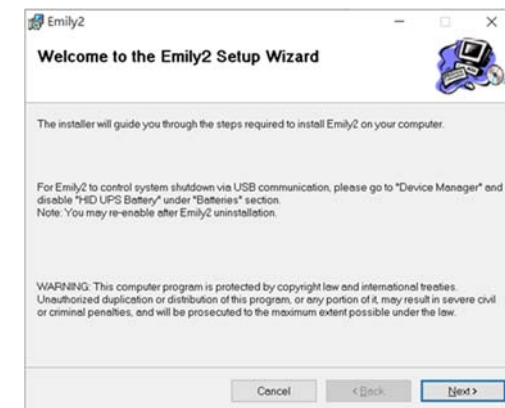 Emily2
Welcome to the Emily2 Setup Wizard
The installer will guide you through the steps required to install Emily2 on your computer.
For Emily2 to control system shutdown via USB communication, please go to "Device Manager" and
disable "HID UPS Battery" under "Batteries" section.
Note: You may re-enable after Emily2 uninstallation.
WARNING: This computer program is protected by copyright law and international treaties.
Unauthorized duplication or distribution of this program, or any portion of it, may result in severe civil
or criminal penalties, and will be prosecuted to the maximum extent possible under the law.
Cancel
< Back
Next >